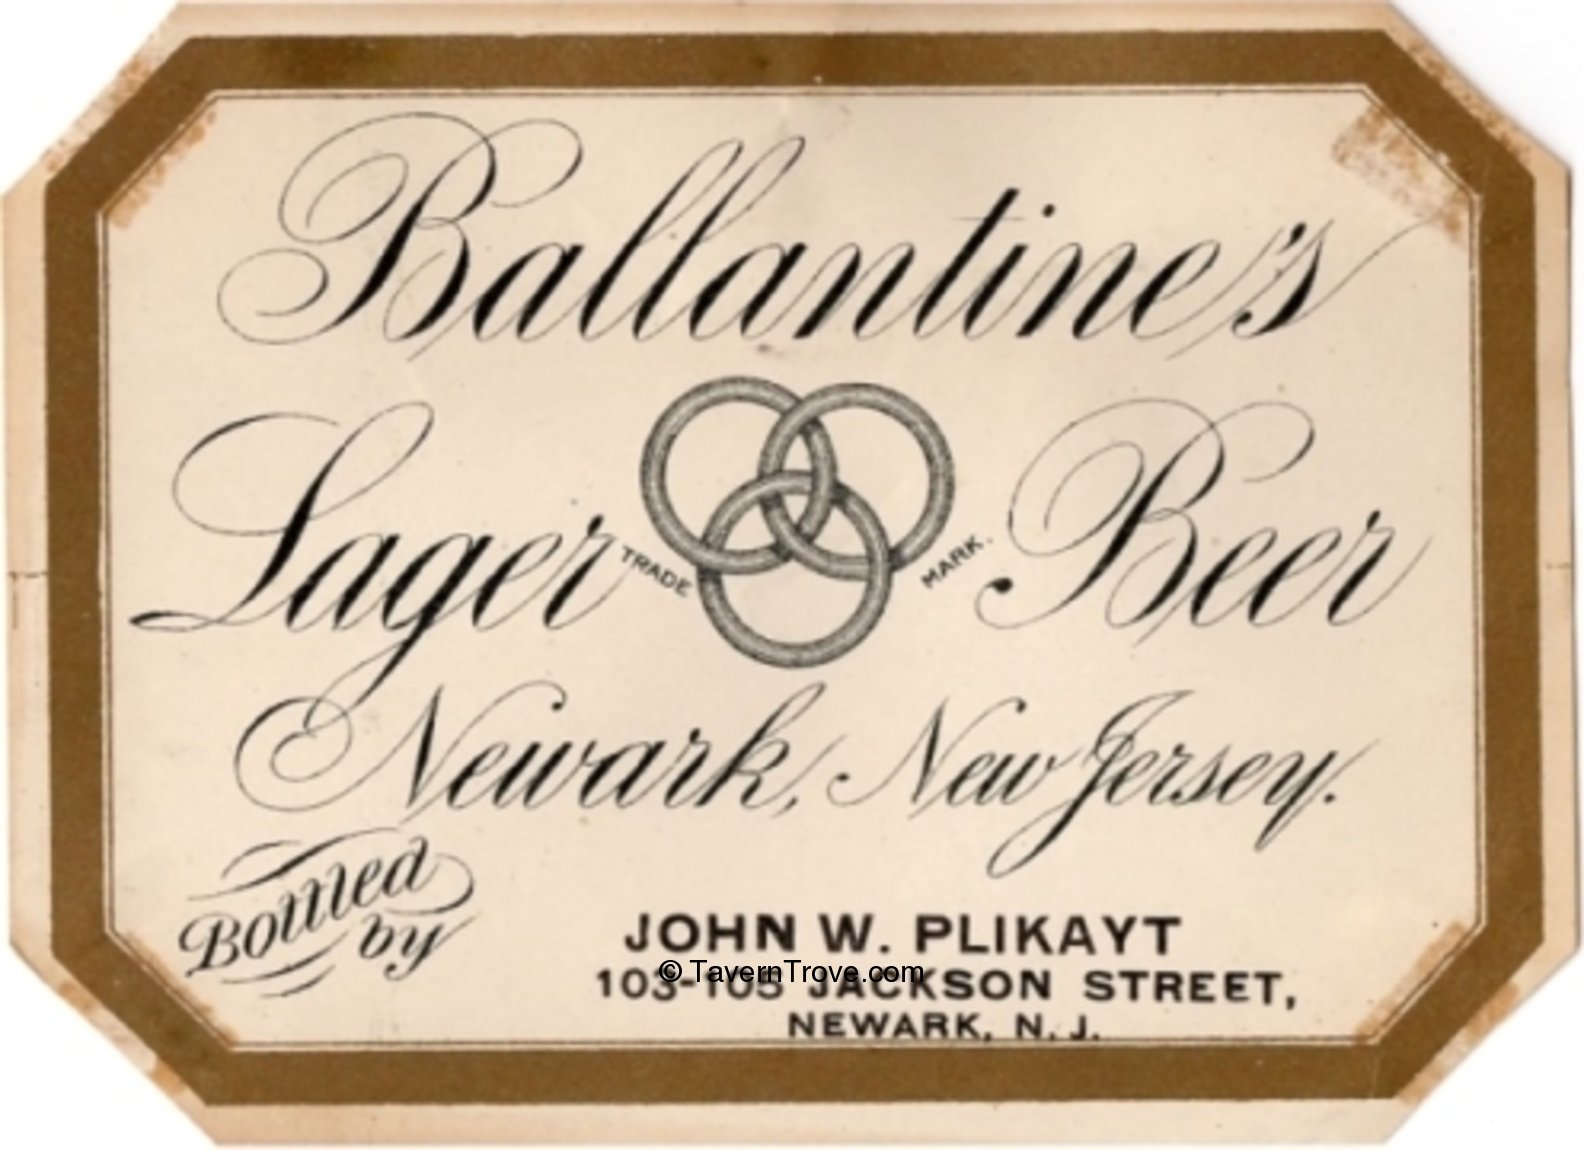 Ballantine's
Lager Beer
TRADE MARK.
Newark, New Jersey.
Bottled
by
JOHN W. PLIKAYT
© TavernTrove.com
103-105 JACKSON STREET,
NEWARK, N. J.